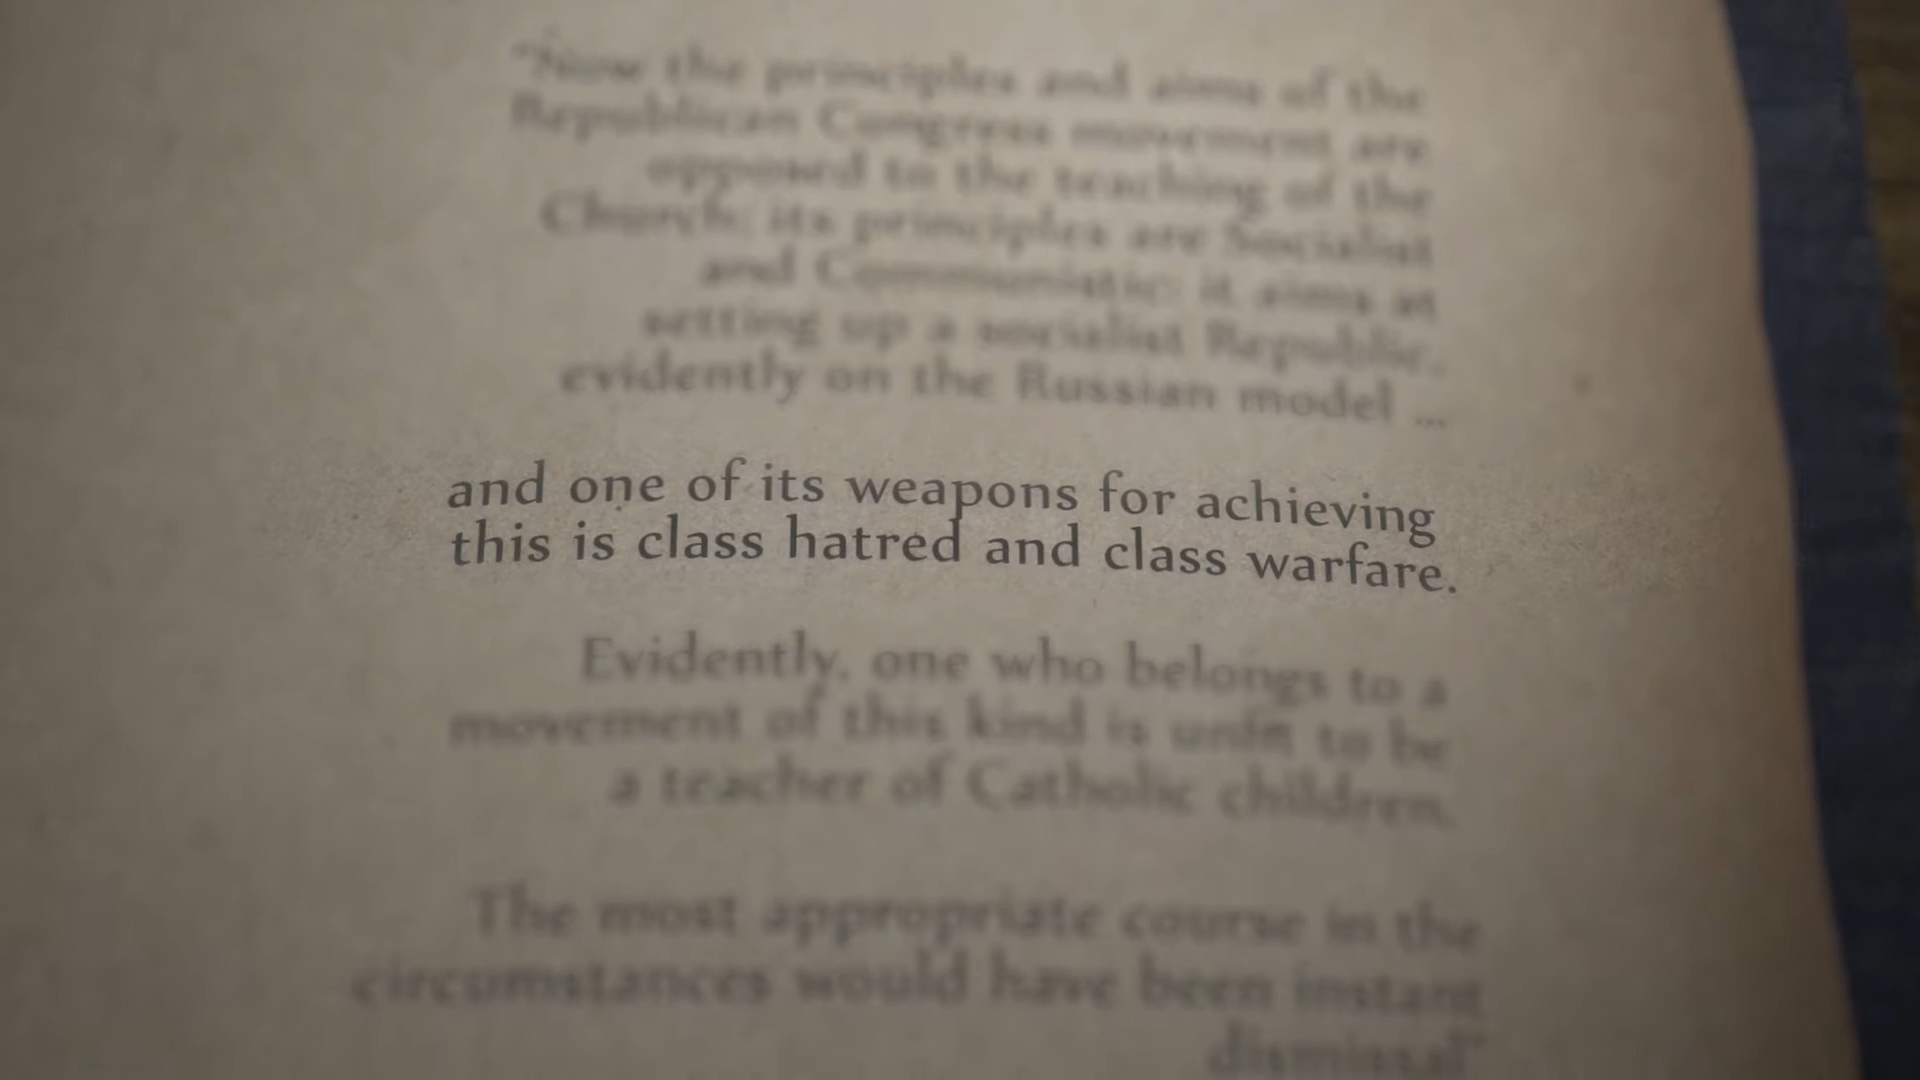 "Now the principles and aims of the
Republican Congress movement are
opposed to the teaching of the
Church; its principles are Socialist
and Communistic; it aims at
setting up a socialist Republic,
evidently on the Russian model ...
and one of its weapons for achieving
this is class hatred and class warfare.
Evidently, one who belongs to a
movement of this kind is unfit to be
a teacher of Catholic children.
The most appropriate course in the
circumstances would have been instant
dismissal"